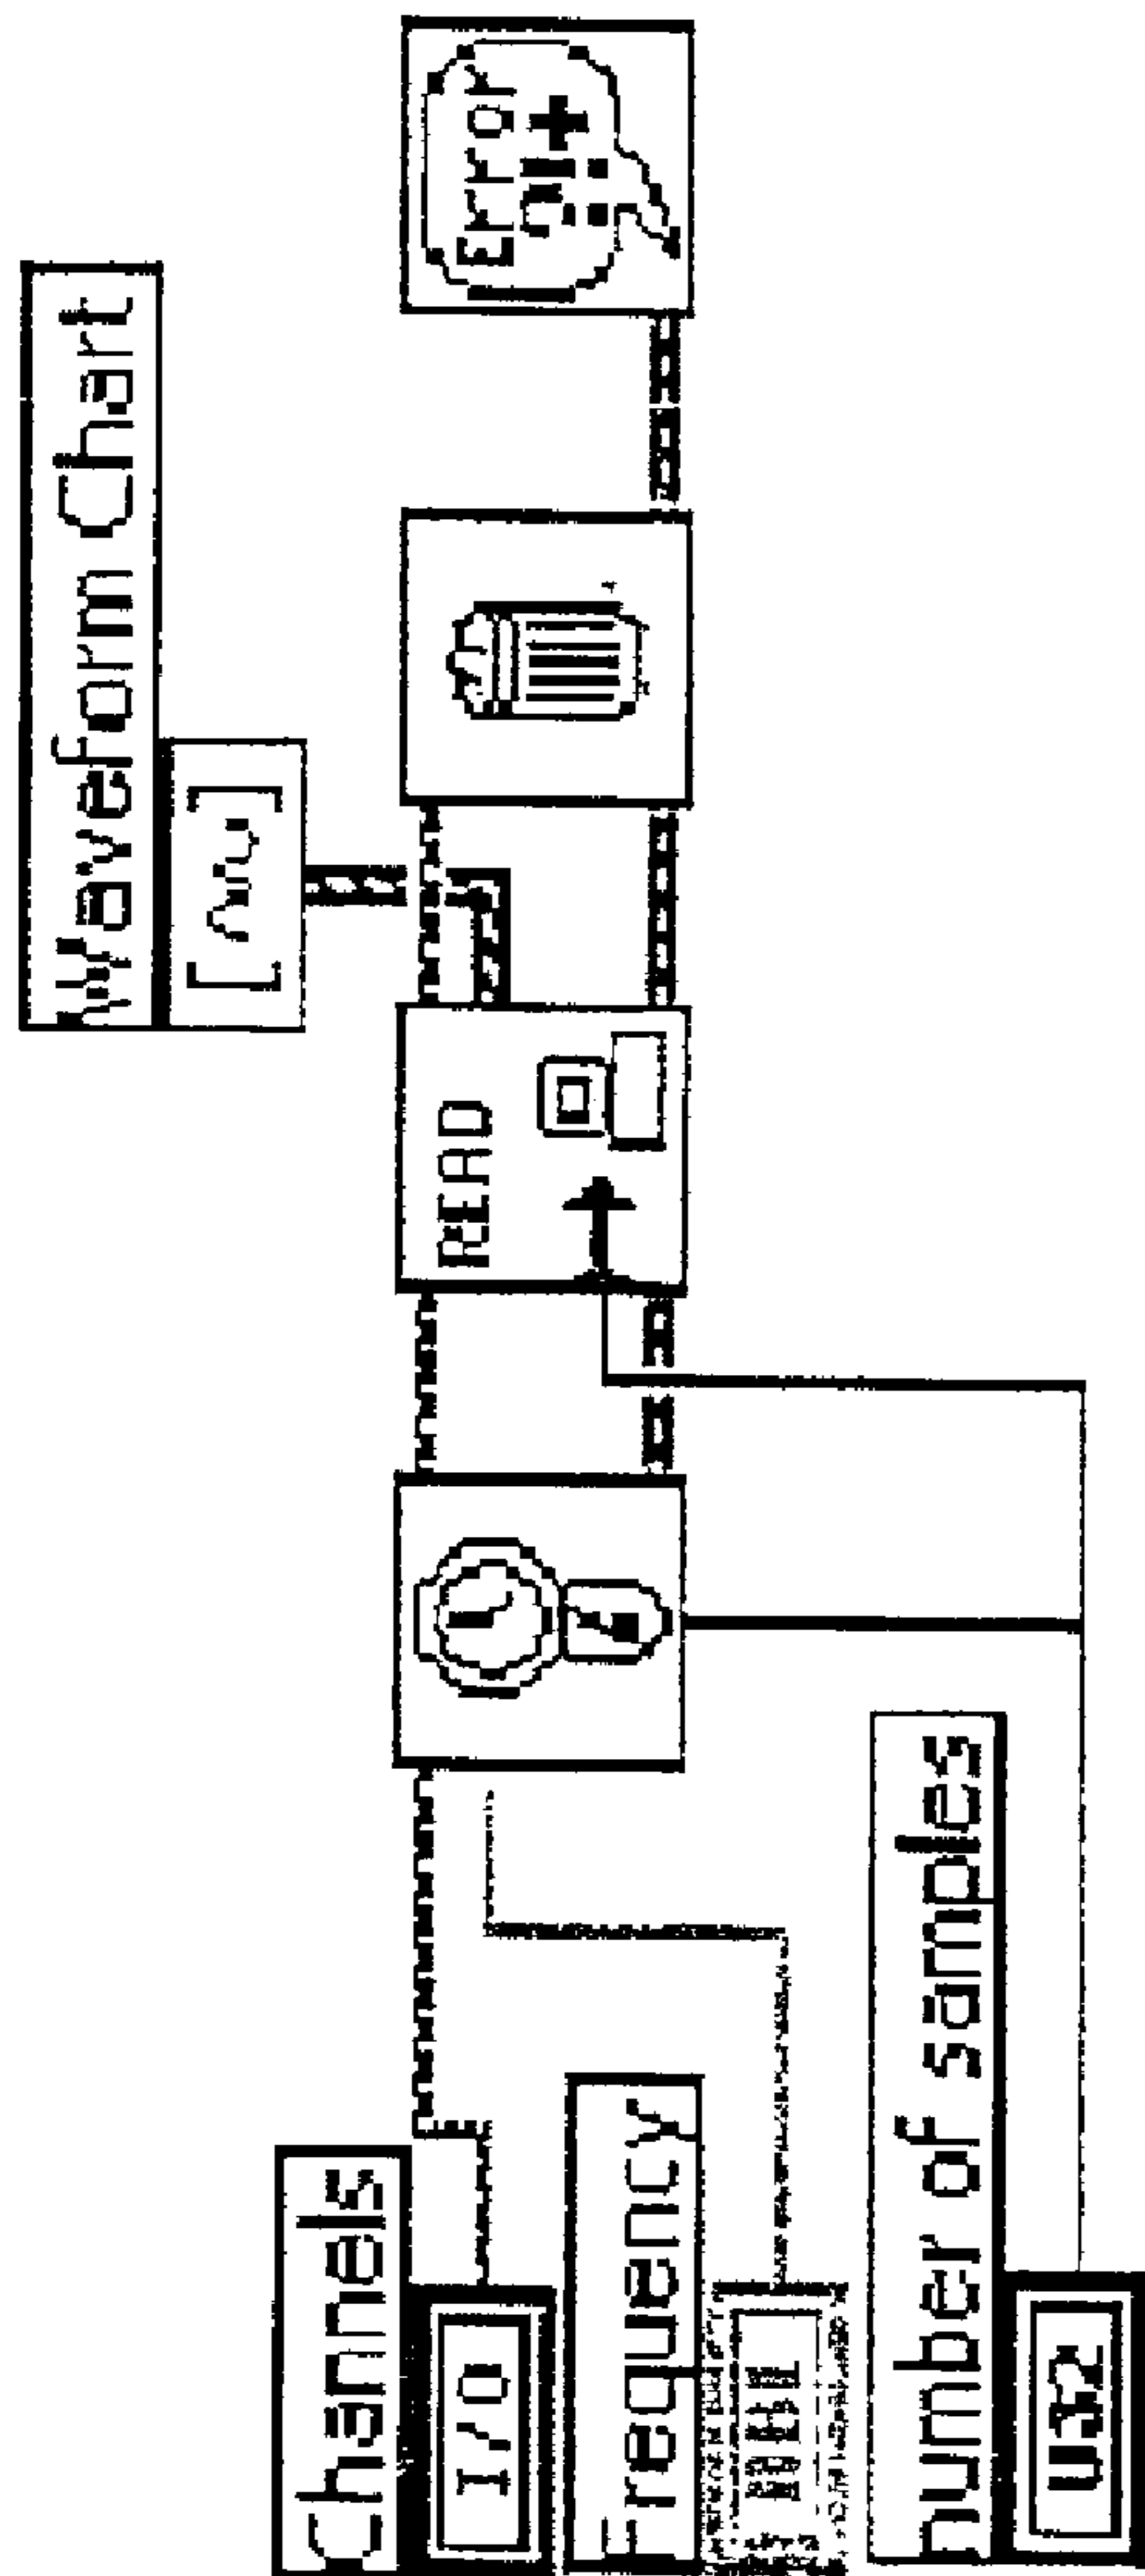 Waveform Chart
Error
?!+
READ
Channels
I/O
Frequency
number of samples
U32